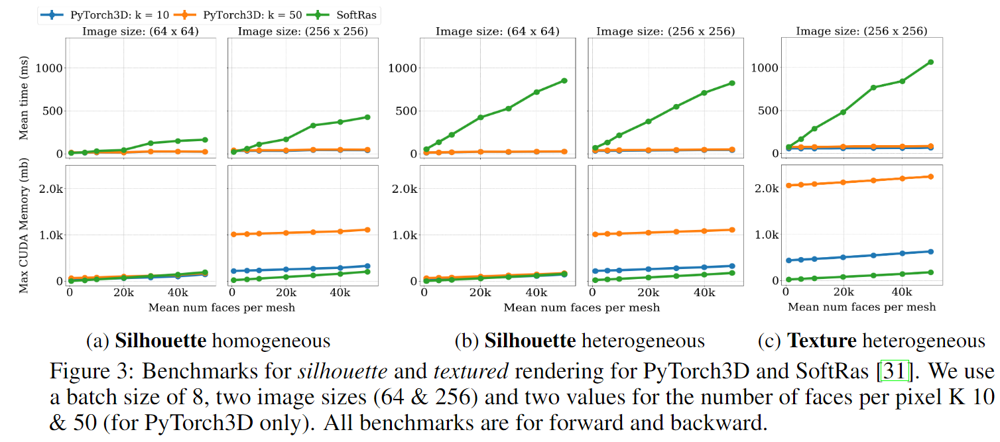 PyTorch3D: k = 10 PyTorch3D: k = 50 SoftRas
Image size: (64 x 64) Image size: (256 x 256) Image size: (64 x 64) Image size: (256 x 256) Image size: (256 x 256)
Mean time (ms)
1000
500
0
1000
500
0
1000
500
0
Max CUDA Memory (mb)
2.0k
1.0k
0
2.0k
1.0k
0
2.0k
1.0k
0
0 20k 40k 0 20k 40k 0 20k 40k 0 20k 40k 0 20k 40k
Mean num faces per mesh Mean num faces per mesh Mean num faces per mesh
(a) Silhouette homogeneous (b) Silhouette heterogeneous (c) Texture heterogeneous
Figure 3: Benchmarks for silhouette and textured rendering for PyTorch3D and SoftRas [31]. We use
a batch size of 8, two image sizes (64 & 256) and two values for the number of faces per pixel K 10
& 50 (for PyTorch3D only). All benchmarks are for forward and backward.